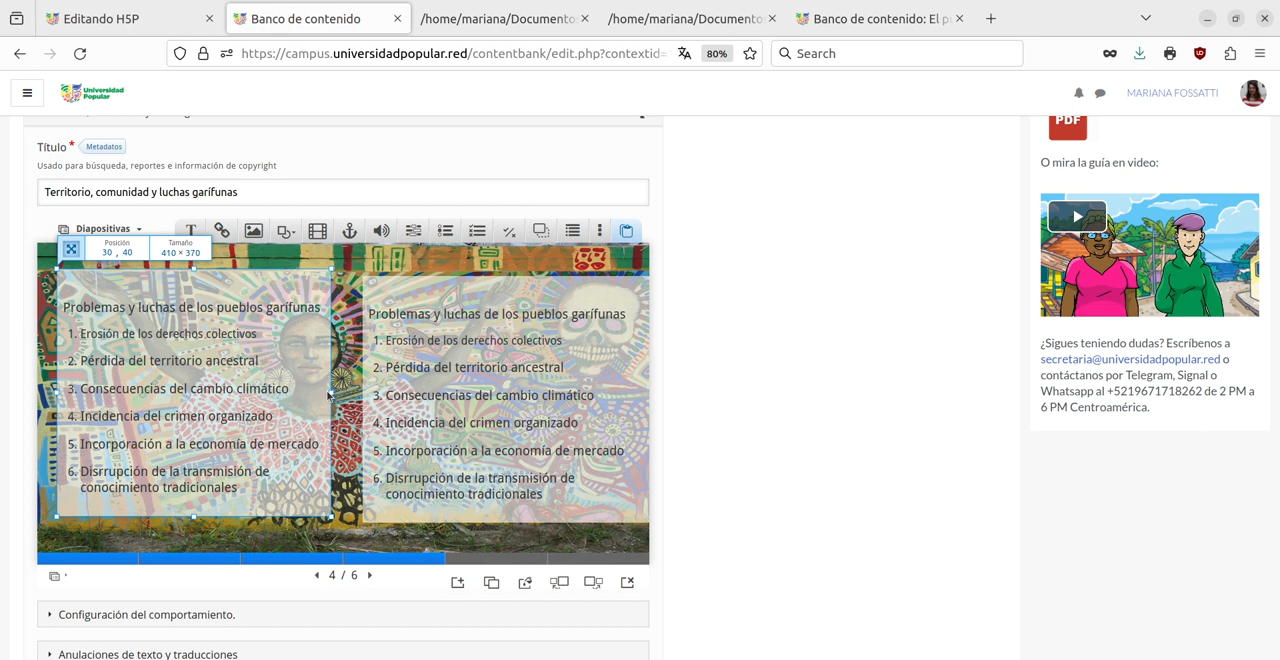 Editando H5P
Banco de contenido
/home/mariana/Documento
/home/mariana/Documento
Banco de contenido: El p
https://campus.universidadpopular.red/contentbank/edit.php?contextid=
80%
Search
Universidad
Popular
MARIANA FOSSATTI
Título *
Metadatos
Usado para búsqueda, reportes e información de copyright
Territorio, comunidad y luchas garífunas
Diapositivas
Posición
30 , 40
Tamaño
410 × 370
Problemas y luchas de los pueblos garífunas
1. Erosión de los derechos colectivos
2. Pérdida del territorio ancestral
3. Consecuencias del cambio climático
4. Incidencia del crimen organizado
5. Incorporación a la economía de mercado
6. Disrrupción de la transmisión de
conocimiento tradicionales
Problemas y luchas de los pueblos garífunas
1. Erosión de los derechos colectivos
2. Pérdida del territorio ancestral
3. Consecuencias del cambio climático
4. Incidencia del crimen organizado
5. Incorporación a la economía de mercado
6. Disrrupción de la transmisión de
conocimiento tradicionales
4 / 6
Configuración del comportamiento.
Anulaciones de texto y traducciones
PDF
O mira la guía en video:
¿Sigues teniendo dudas? Escríbenos a
secretaria@universidadpopular.red o
contáctanos por Telegram, Signal o
Whatsapp al +5219671718262 de 2 PM a
6 PM Centroamérica.